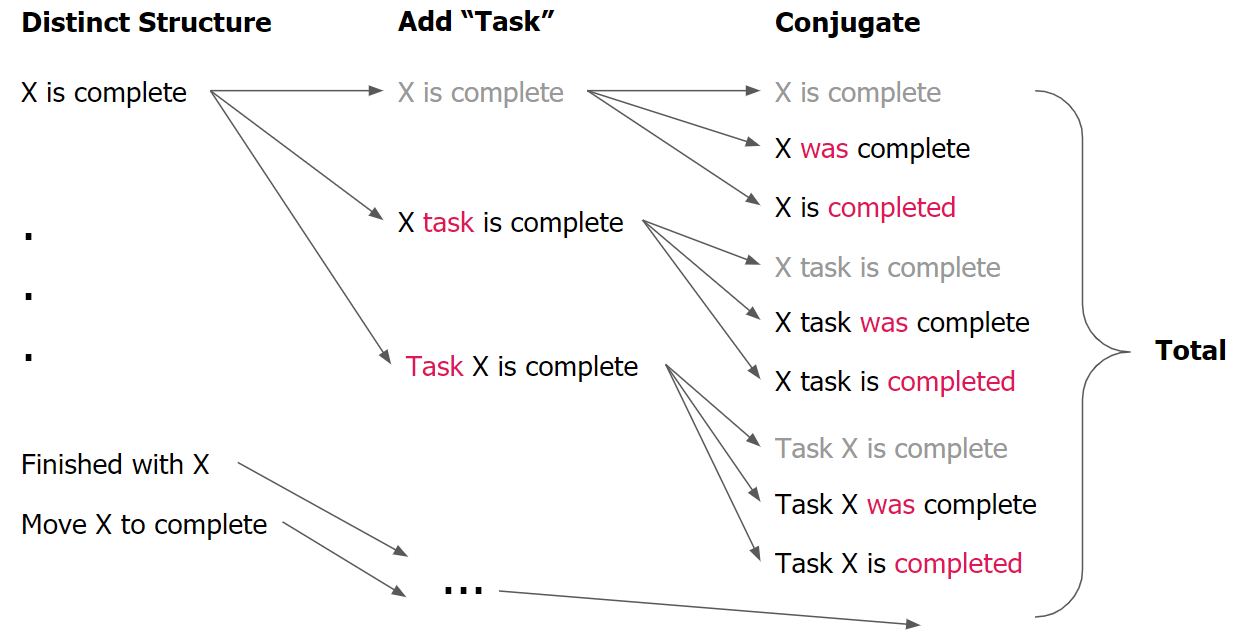 Distinct Structure
Add “Task”
Conjugate
X is complete
X is complete
X is complete
X was complete
X is completed
X task is complete
X task is complete
X task was complete
X task is completed
Task X is complete
Task X is complete
Task X was complete
Task X is completed
Total
.
.
.
Finished with X
Move X to complete
...